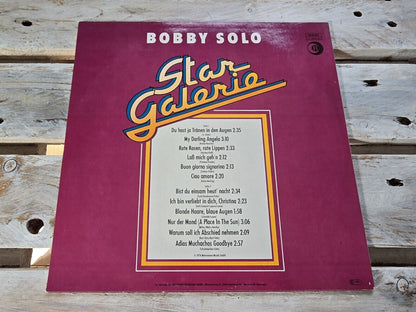 BOBBY SOLO
Star
Galerie
Du hast ja Tränen in den Augen 2:35
My Darling Angela 3:10
Rote Rosen, rote Lippen 2:33
Laß mich geh'n 2:12
Buon giorno signorina 2:13
Ciao amore 2:20
Bist du einsam heut' nacht 2:34
Ich bin verliebt in dich, Christina 2:23
Blonde Haare, blaue Augen 1:58
Nur der Mond (A Place In The Sun) 3:06
Warum soll ich Abschied nehmen 2:09
Adios Muchachas Goodbye 2:57